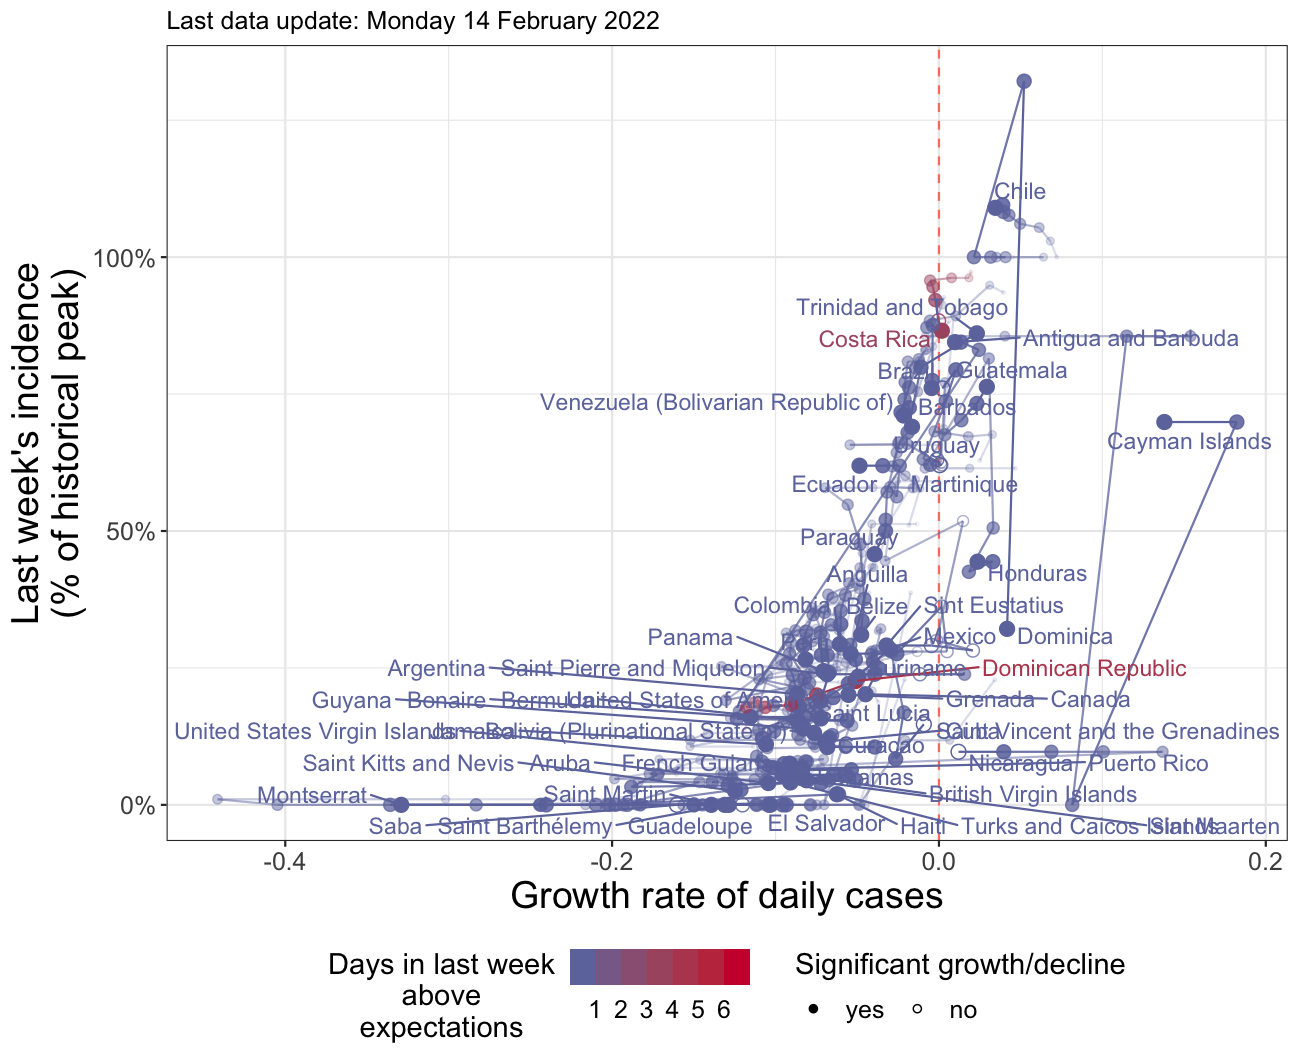 Last data update: Monday 14 February 2022
Last week's incidence
(% of historical peak)
100%
50%
0%
Chile
Trinidad and Tobago
Costa Rica
Antigua and Barbuda
Brazil
Guatemala
Venezuela (Bolivarian Republic of)
Barbados
Cayman Islands
Uruguay
Ecuador
Martinique
Paraguay
Anguilla
Honduras
Colombia
Belize
Sint Eustatius
Panama
Peru
Mexico
Dominica
Argentina
Saint Pierre and Miquelon
Suriname
Dominican Republic
Guyana
Bonaire
Bermuda
United States of America
Grenada
Canada
Saint Lucia
United States Virgin Islands
Jamaica
Bolivia (Plurinational State of)
Cuba
Saint Vincent and the Grenadines
Curaçao
Saint Kitts and Nevis
Aruba
French Guiana
Nicaragua
Puerto Rico
Bahamas
Montserrat
Saint Martin
British Virgin Islands
Saba
Saint Barthélemy
Guadeloupe
El Salvador
Haiti
Turks and Caicos Islands
Sint Maarten
-0.4
-0.2
0.0
0.2
Growth rate of daily cases
Days in last week
above
expectations
1 2 3 4 5 6
Significant growth/decline
yes
no